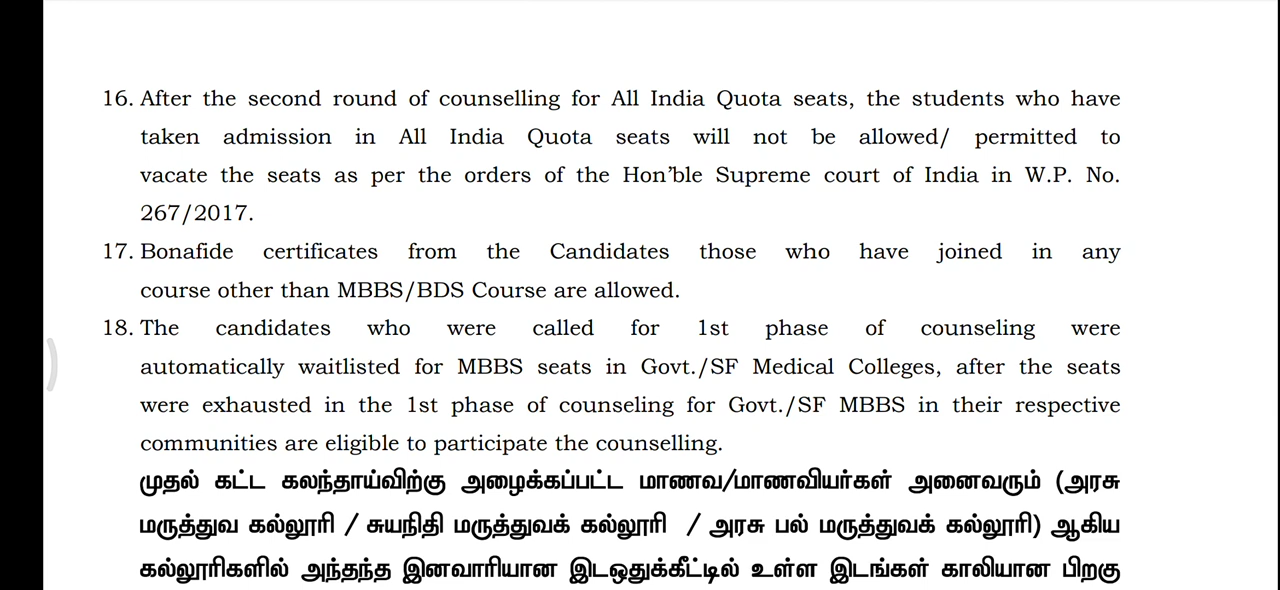 16. After the second round of counselling for All India Quota seats, the students who have
taken admission in All India Quota seats will not be allowed/ permitted to
vacate the seats as per the orders of the Hon’ble Supreme court of India in W.P. No.
267/2017.
17. Bonafide certificates from the Candidates those who have joined in any
course other than MBBS/BDS Course are allowed.
18. The candidates who were called for 1st phase of counseling were
automatically waitlisted for MBBS seats in Govt./SF Medical Colleges, after the seats
were exhausted in the 1st phase of counseling for Govt./SF MBBS in their respective
communities are eligible to participate the counselling.
முதல் கட்ட கலந்தாய்விற்கு அழைக்கப்பட்ட மாணவ/மாணவியர்கள் அனைவரும் (அரசு
மருத்துவ கல்லூரி / சுயநிதி மருத்துவக் கல்லூரி / அரசு பல் மருத்துவக் கல்லூரி) ஆகிய
கல்லூரிகளில் அந்தந்த இனவாரியான இடஒதுக்கீட்டில் உள்ள இடங்கள் காலியான பிறகு